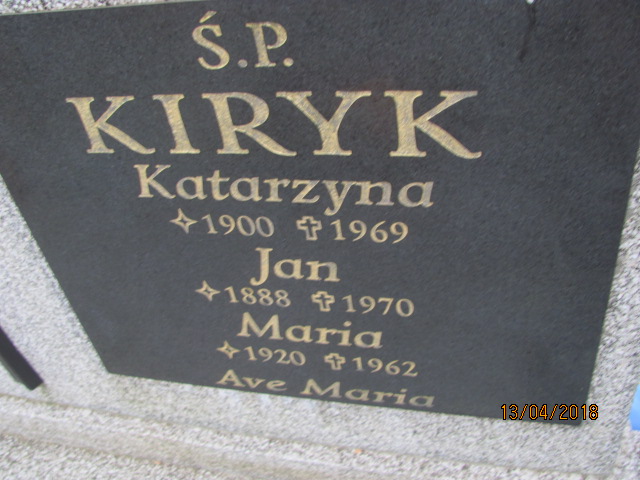 Ś.P.
KIRYK
Katarzyna
✧1900 ✝1969
Jan
✧1888 ✝1970
Maria
✧1920 ✝1962
Ave Maria
13/04/2018